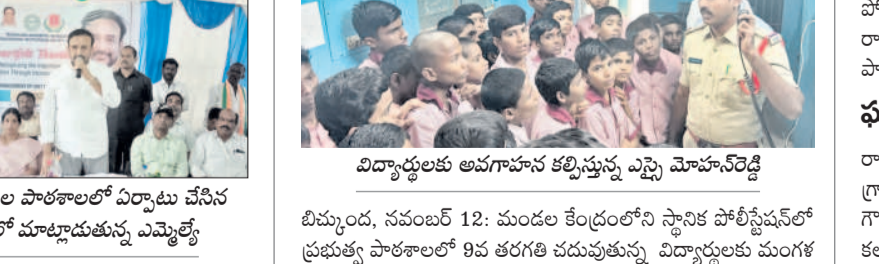 ల పాఠశాలలో ఏర్పాటు చేసిన
లో మాట్లాడుతున్న ఎమ్మెల్యే
విద్యార్థులకు అవగాహన కల్పిస్తున్న ఎస్సై మోహన్‌రెడ్డి
బిచ్కుంద, నవంబర్ 12: మండల కేంద్రంలోని స్థానిక పోలీస్టేషన్‌లో
ప్రభుత్వ పాఠశాలలో 9వ తరగతి చదువుతున్న విద్యార్థులకు మంగళ
పో
రా
పా
ఘ
రా
గ్రా
గా
కల